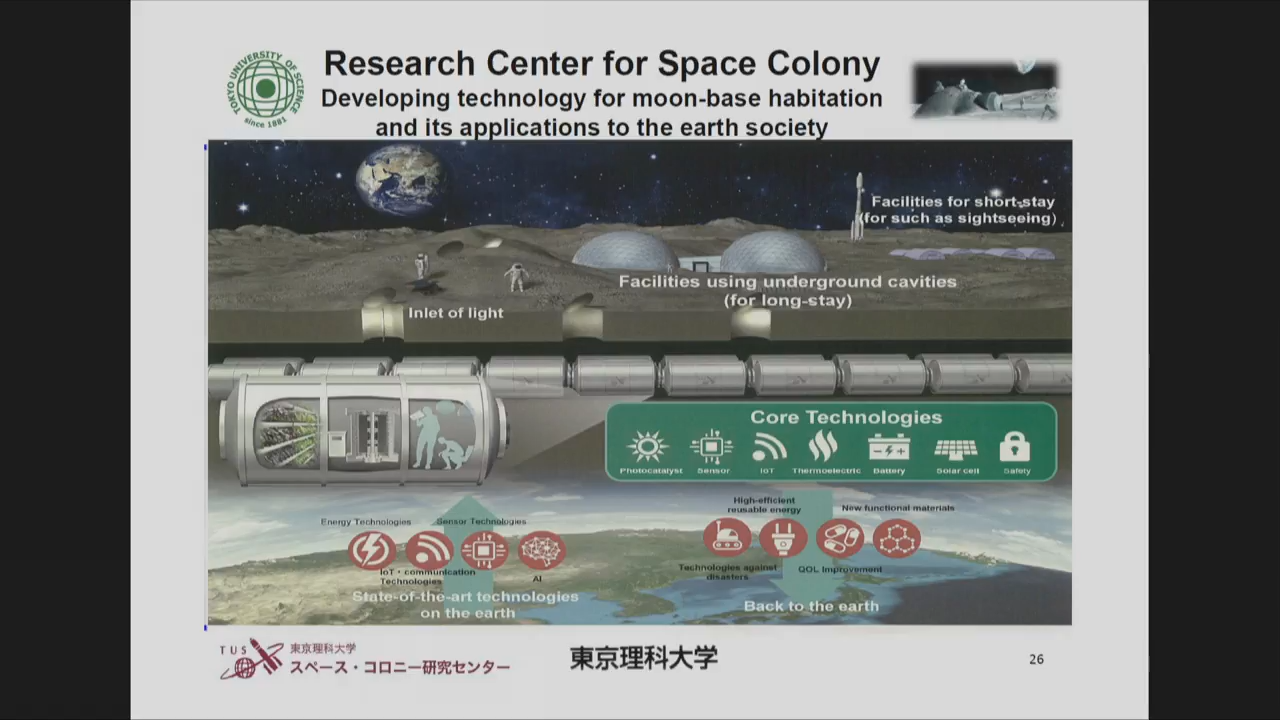 TOKYO UNIVERSITY OF SCIENCE
since 1881
Research Center for Space Colony
Developing technology for moon-base habitation
and its applications to the earth society
Facilities for short-stay
(for such as sightseeing)
Facilities using underground cavities
(for long-stay)
Inlet of light
Core Technologies
Photocatalyst Sensor IoT Thermoelectric Battery Solar cell Safety
Energy Technologies Sensor Technologies
IoT・communication
Technologies
AI
State-of-the-art technologies
on the earth
High-efficient
reusable energy
New functional materials
Technologies against
disasters
QOL Improvement
Back to the earth
TUS
東京理科大学
スペース・コロニー研究センター
東京理科大学
26